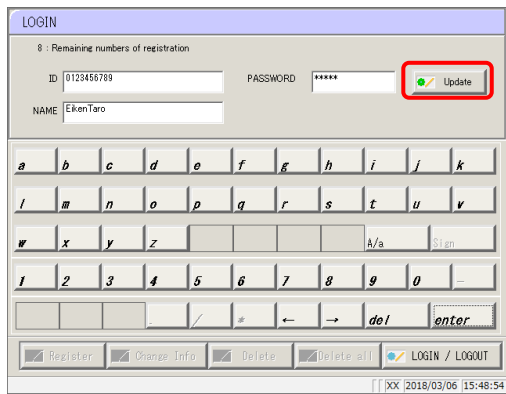 LOGIN
8 : Remaining numbers of registration
ID 0123456789 PASSWORD ***** Update
NAME EikenTaro
a b c d e f g h i j k
l m n o p q r s t u v
w x y z A/a Sign
1 2 3 4 5 6 7 8 9 0 -
. / * ← → del enter
Register Change Info Delete Delete all LOGIN / LOGOUT
XX 2018/03/06 15:48:54